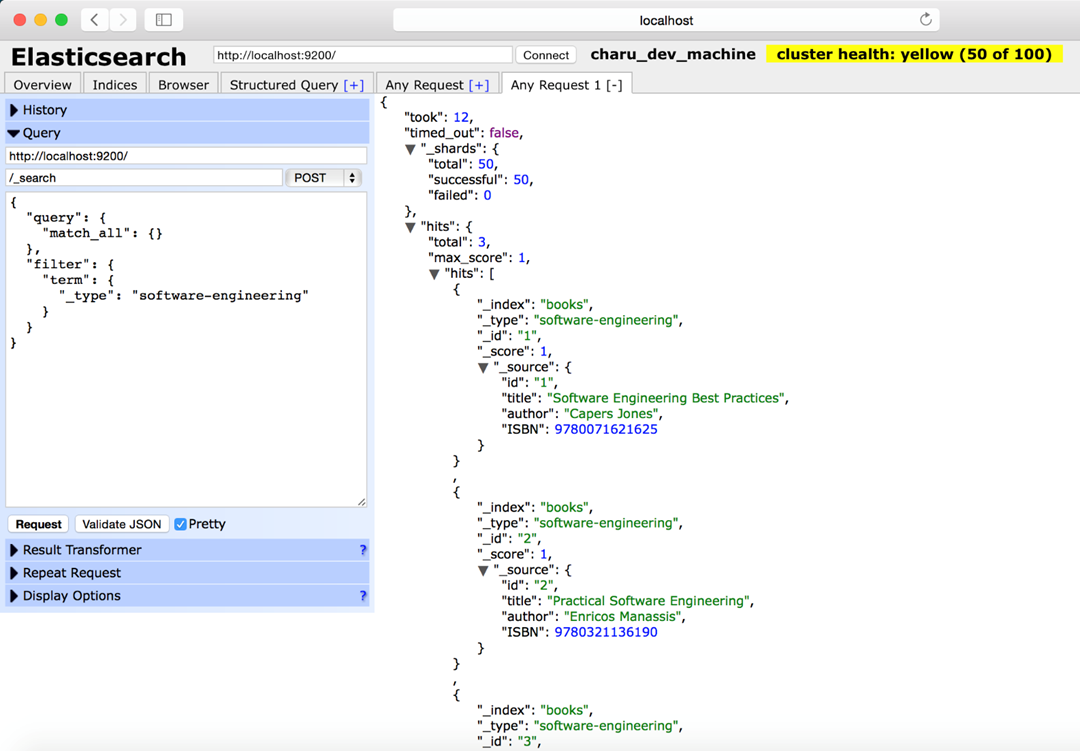 localhost
Elasticsearch
http://localhost:9200/
Connect
charu_dev_machine
cluster health: yellow (50 of 100)
Overview
Indices
Browser
Structured Query [+]
Any Request [+]
Any Request 1 [-]
History
Query
http://localhost:9200/
/_search
POST
{
"query": {
"match_all": {}
},
"filter": {
"term": {
"_type": "software-engineering"
}
}
}
Request
Validate JSON
Pretty
Result Transformer ?
Repeat Request
Display Options ?
{
"took": 12,
"timed_out": false,
"_shards": {
"total": 50,
"successful": 50,
"failed": 0
},
"hits": {
"total": 3,
"max_score": 1,
"hits": [
{
"_index": "books",
"_type": "software-engineering",
"_id": "1",
"_score": 1,
"_source": {
"id": "1",
"title": "Software Engineering Best Practices",
"author": "Capers Jones",
"ISBN": 9780071621625
}
}
,
{
"_index": "books",
"_type": "software-engineering",
"_id": "2",
"_score": 1,
"_source": {
"id": "2",
"title": "Practical Software Engineering",
"author": "Enricos Manassis",
"ISBN": 9780321136190
}
}
,
{
"_index": "books",
"_type": "software-engineering",
"_id": "3",